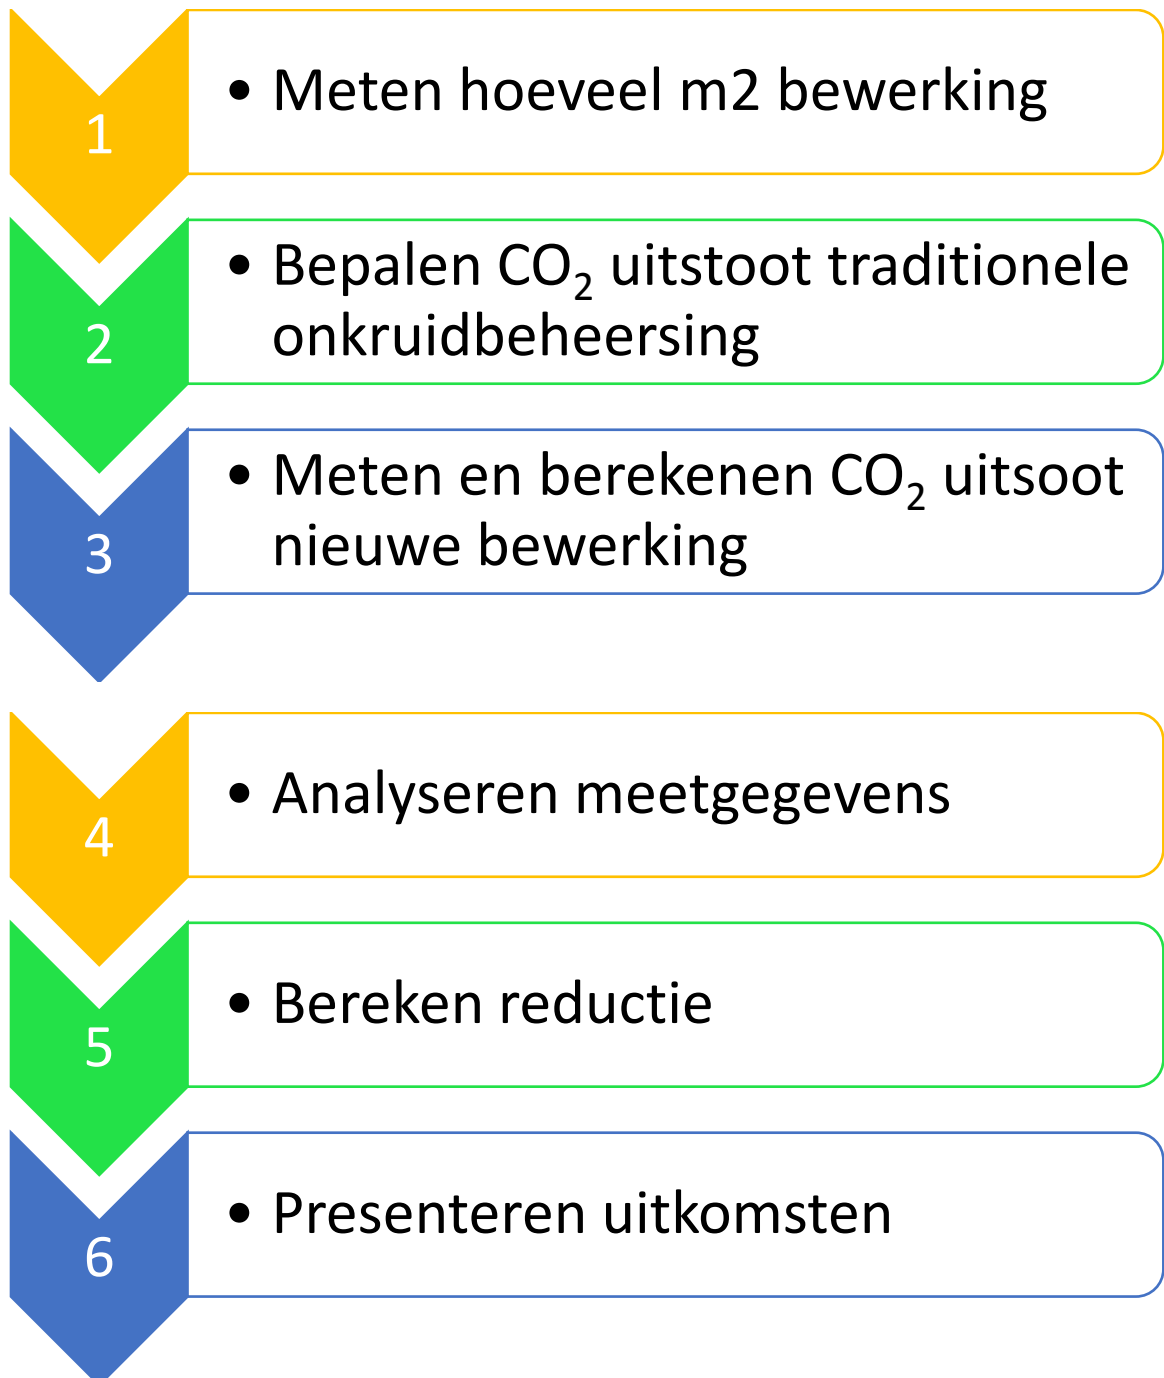 1
• Meten hoeveel m2 bewerking
2
• Bepalen CO₂ uitstoot traditionele
onkruidbeheersing
3
• Meten en berekenen CO₂ uitsoot
nieuwe bewerking
4
• Analyseren meetgegevens
5
• Bereken reductie
6
• Presenteren uitkomsten